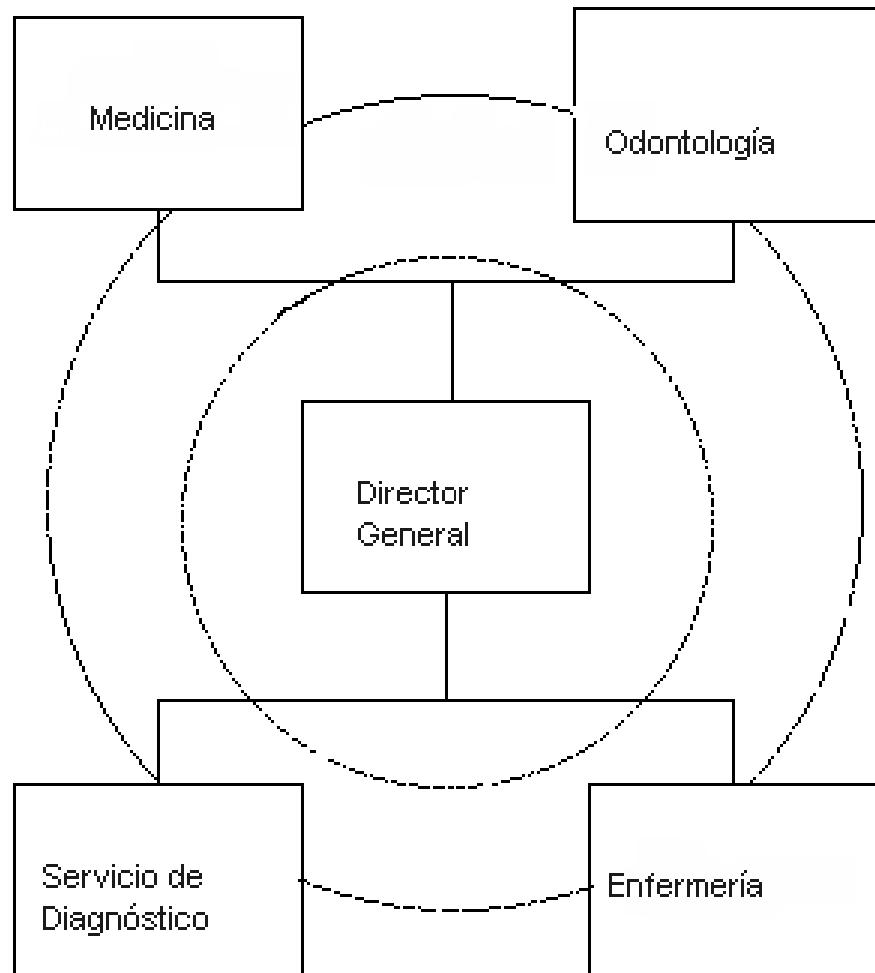 Medicina
Odontología
Director
General
Servicio de
Diagnóstico
Enfermería